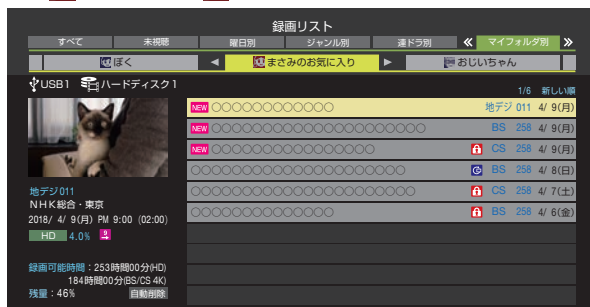 録画リスト
すべて 未視聴 曜日別 ジャンル別 連ドラ別 « マイフォルダ別 »
ぼく ◀ まさみのお気に入り ▶ おじいちゃん
USB1 ハードディスク1
1/6 新しい順
NEW ○○○○○○○○○○○○ 地デジ 011 4/ 9(月)
NEW ○○○○○○○○○○○○○○○○○○○○○ BS 258 4/ 9(月)
NEW ○○○○○○○○○○○○○○○○ CS 258 4/ 9(月)
○○○○○○○○○○○○○○○○○○○○○ BS 258 4/ 8(日)
○○○○○○○○○○○○○○○○○○○○○○ CS 258 4/ 7(土)
○○○○○○○○○○○○○○ BS 258 4/ 6(金)
地デジ011
NHK総合・東京
2018/ 4/ 9(月) PM 9:00 (02:00)
HD 4.0% 9
録画可能時間：253時間00分(HD)
184時間00分(BS/CS 4K)
残量：46% 自動削除